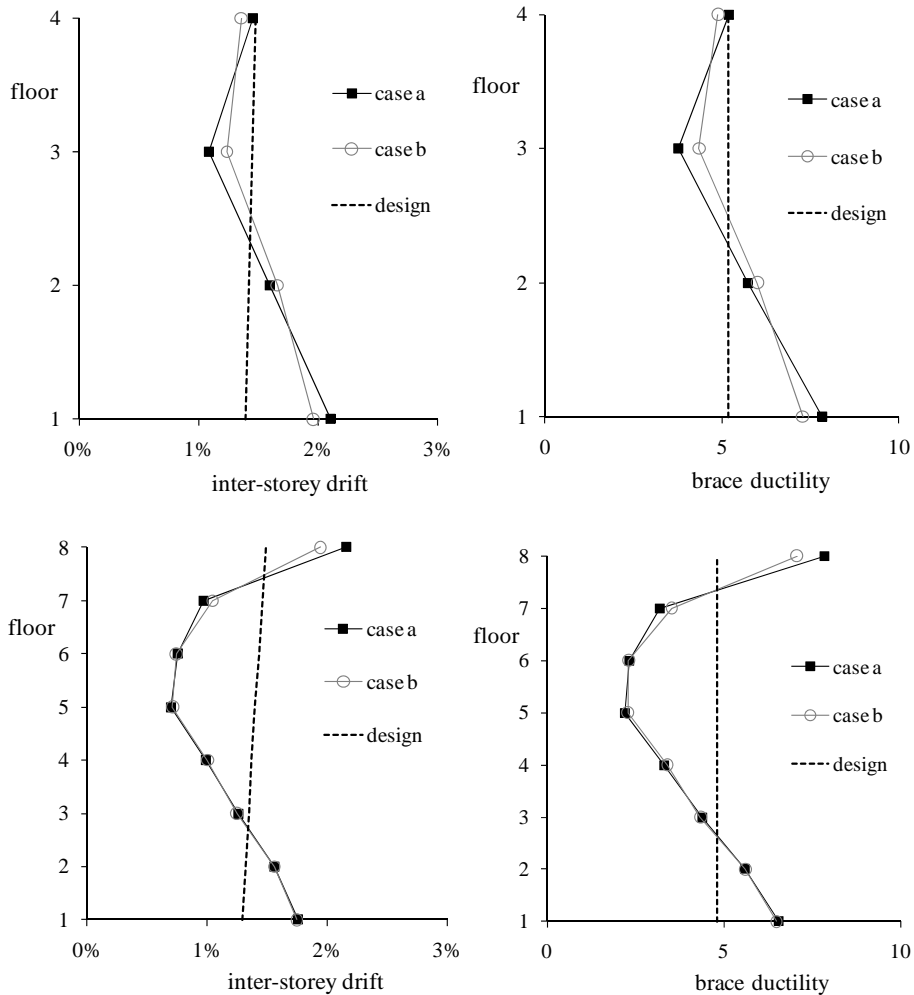 4
floor
case a
3
case b
design
2
1
0% 1% 2% 3%
inter-storey drift
4
floor
case a
3
case b
design
2
1
0 5 10
brace ductility
8
7
floor
case a
6
case b
5
design
4
3
2
1
0% 1% 2% 3%
inter-storey drift
8
7
floor
6
case a
5
case b
4
design
3
2
1
0 5 10
brace ductility